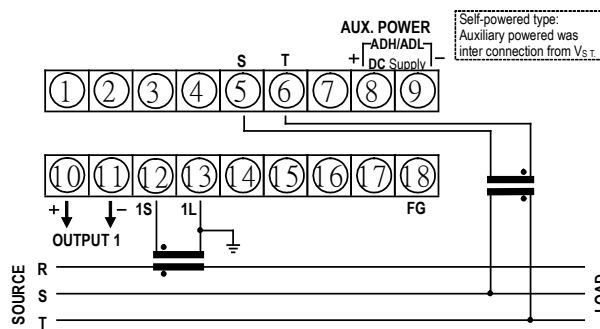 AUX. POWER
ADH/ADL
+ DC Supply −
Self-powered type:
Auxiliary powered was
inter connection from VS T.
S T
1 2 3 4 5 6 7 8 9
10 11 12 13 14 15 16 17 18
+ − 1S 1L FG
OUTPUT 1
SOURCE
R
S
T
LOAD